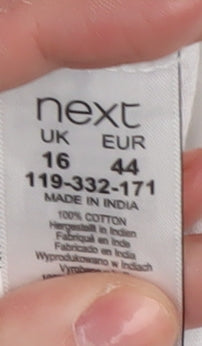 next
UK EUR
16 44
119-332-171
MADE IN INDIA
100% COTTON
Hergestellt in Indien
Fabriqué en Inde
Fabricado en India
Wyprodukowano w Indiach
Vyrobeno